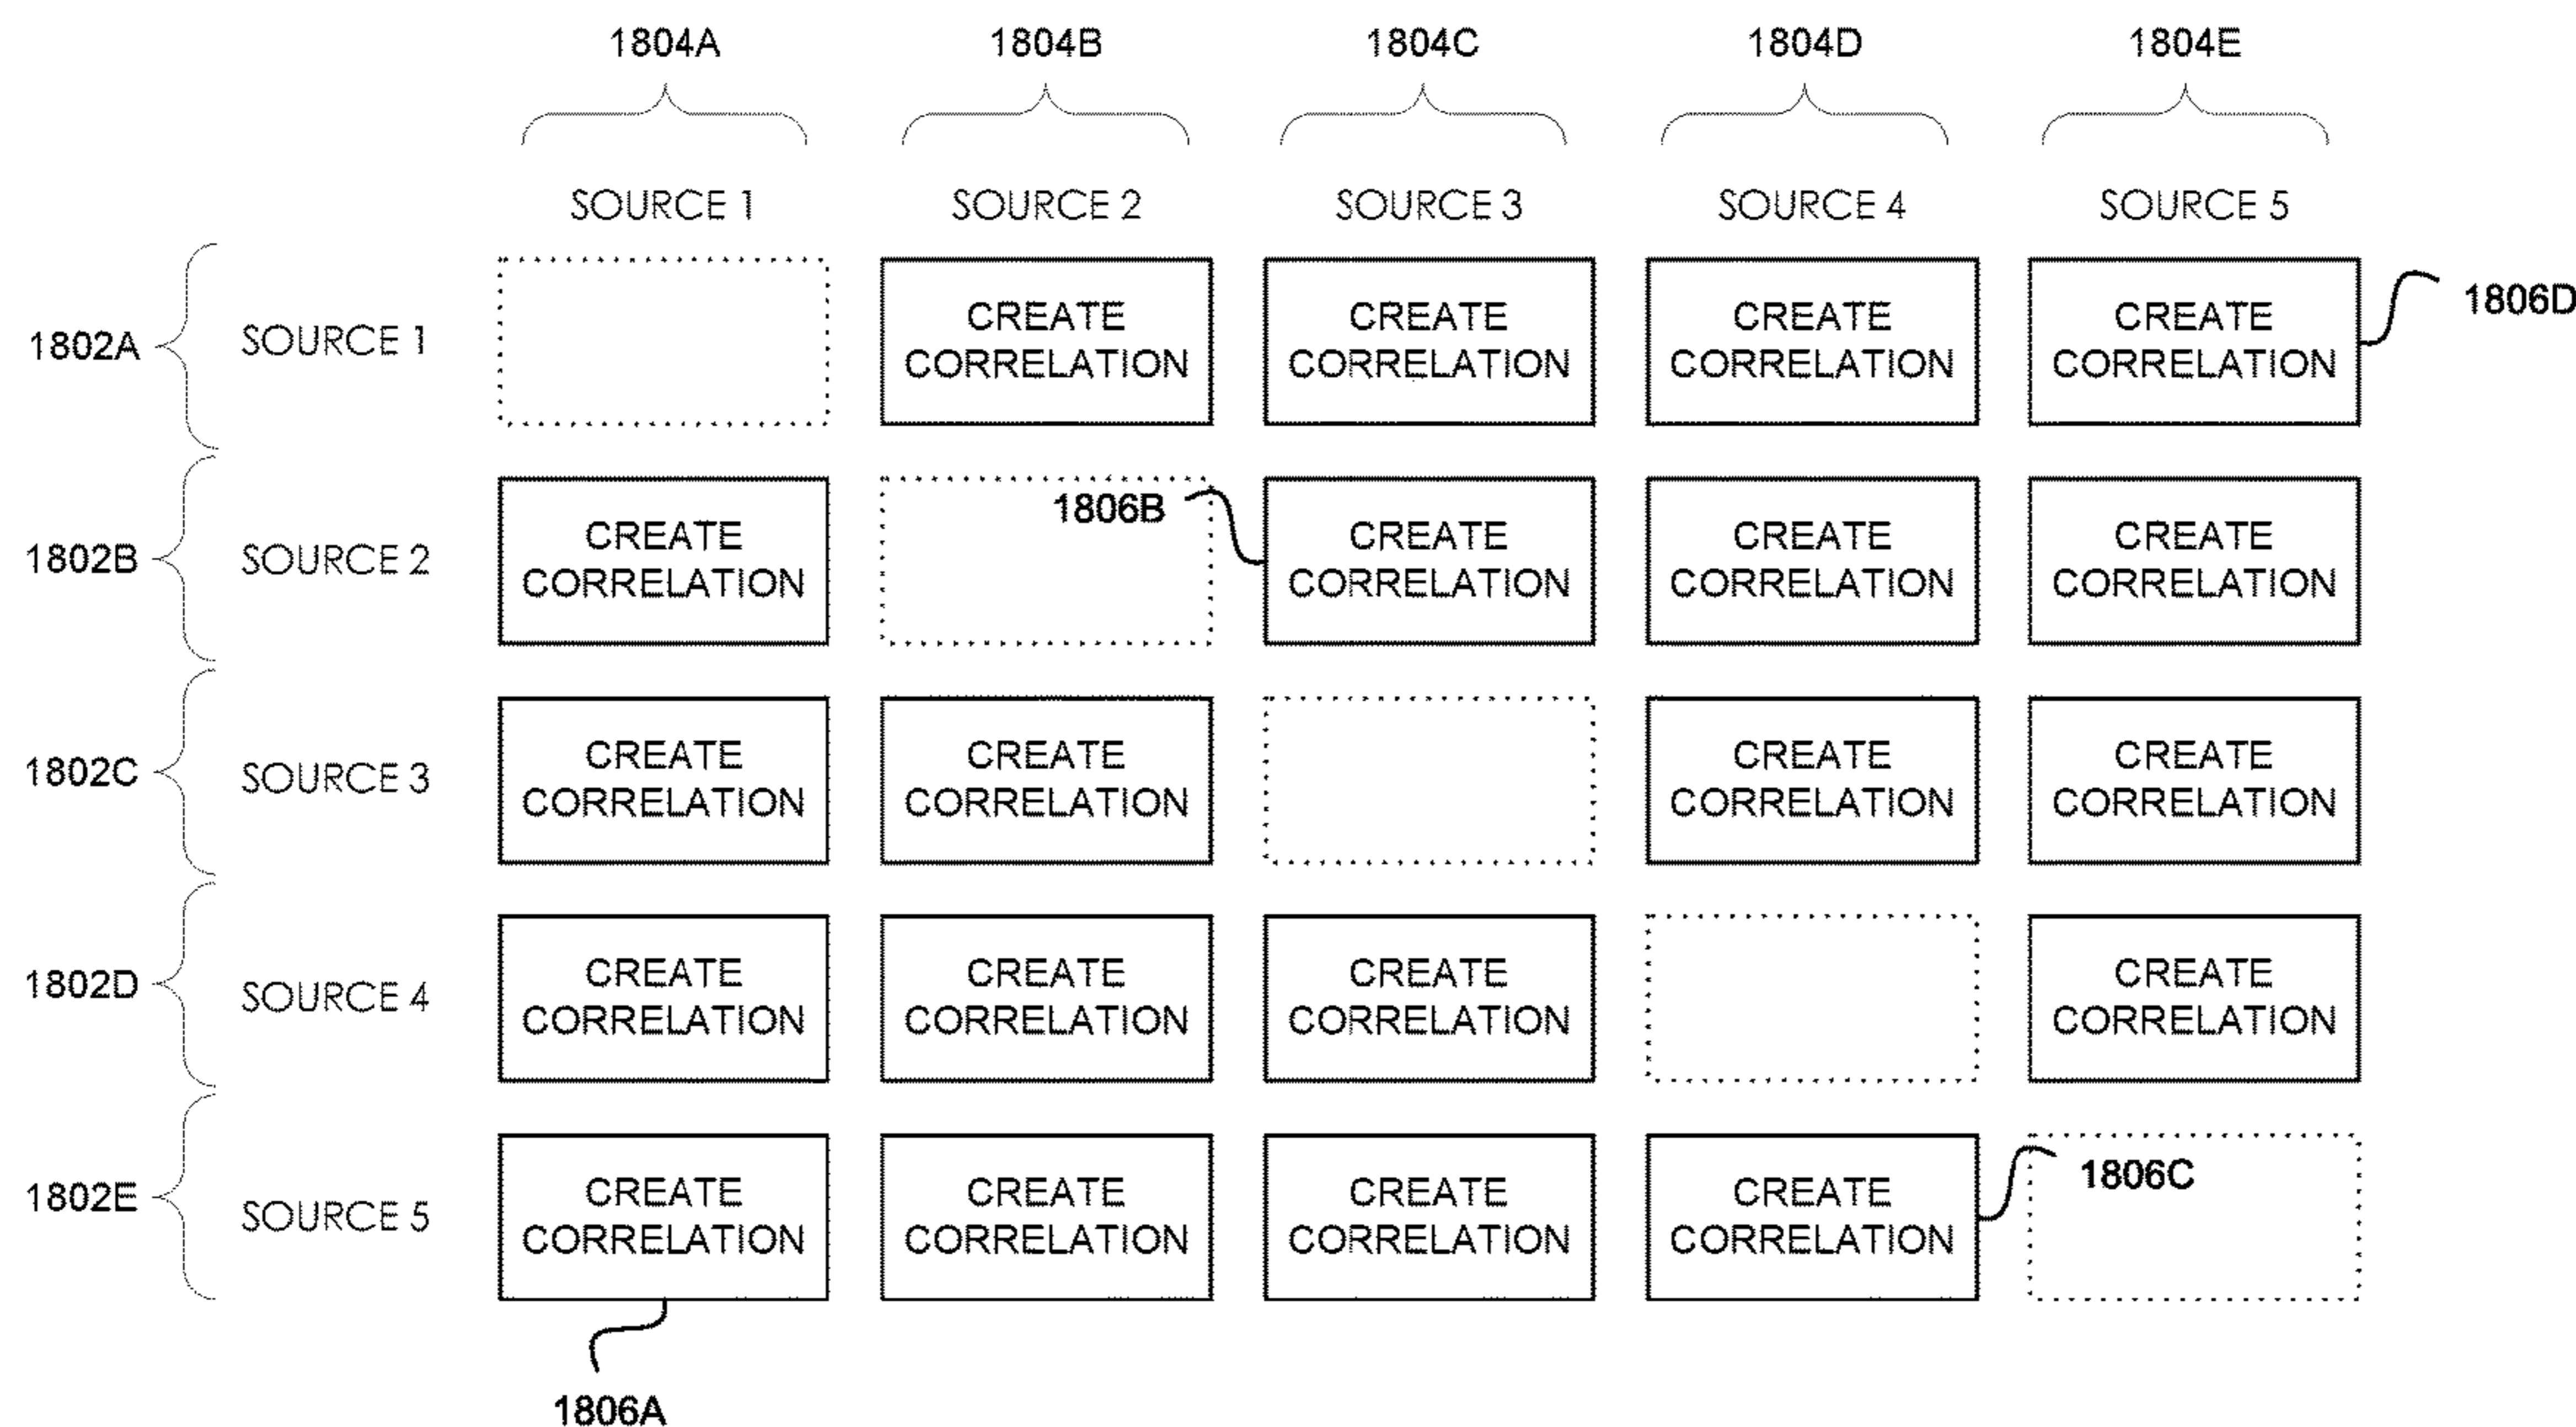 1804A 1804B 1804C 1804D 1804E
SOURCE 1 SOURCE 2 SOURCE 3 SOURCE 4 SOURCE 5
1802A SOURCE 1
CREATE CREATE CREATE CREATE
CORRELATION CORRELATION CORRELATION CORRELATION
1806D
1802B SOURCE 2
CREATE CREATE CREATE CREATE
CORRELATION CORRELATION CORRELATION CORRELATION
1806B
1802C SOURCE 3
CREATE CREATE CREATE CREATE
CORRELATION CORRELATION CORRELATION CORRELATION
1802D SOURCE 4
CREATE CREATE CREATE CREATE
CORRELATION CORRELATION CORRELATION CORRELATION
1802E SOURCE 5
CREATE CREATE CREATE CREATE
CORRELATION CORRELATION CORRELATION CORRELATION
1806C
1806A